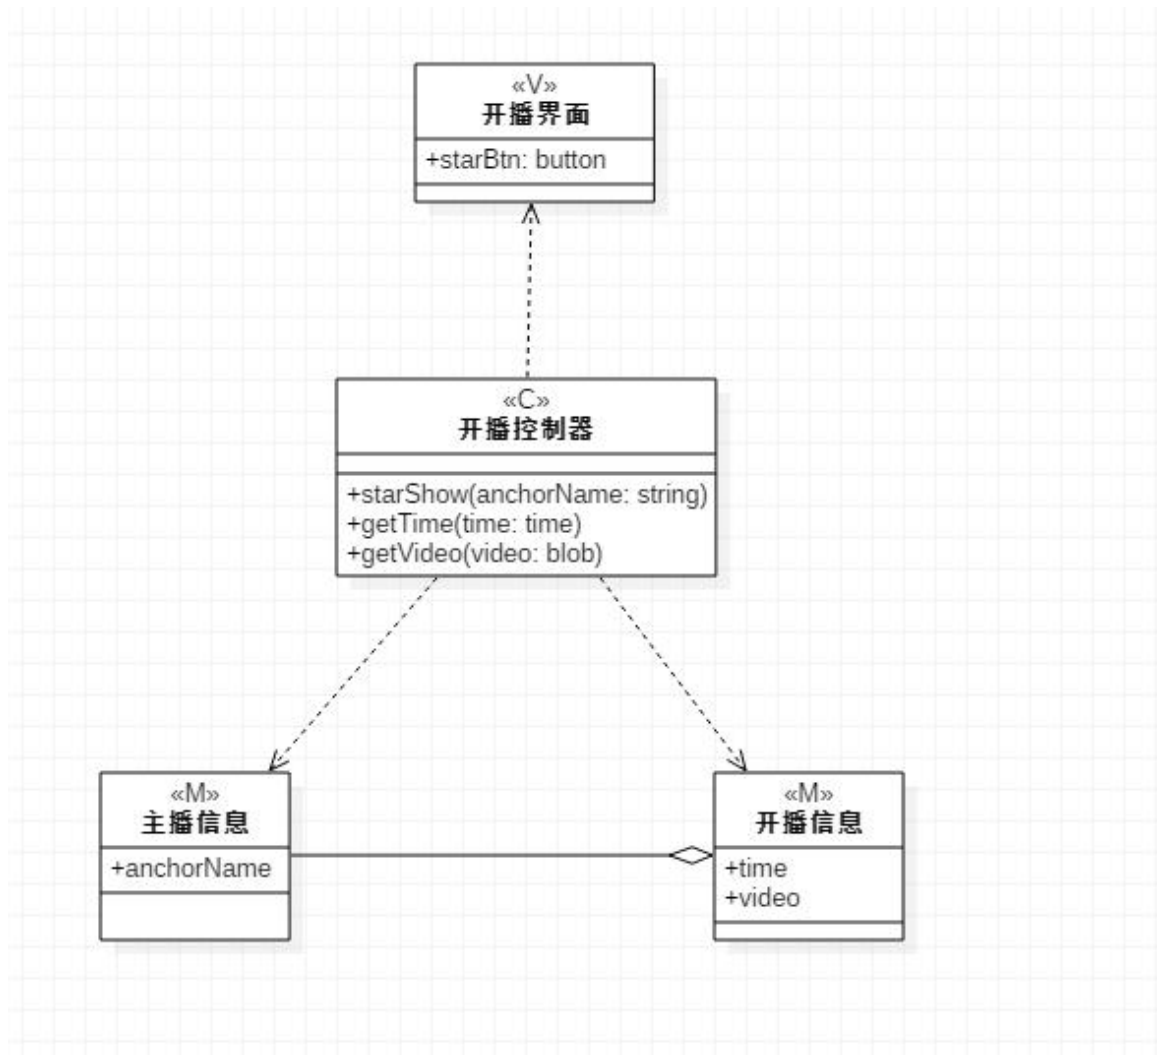 «V»
开播界面
+starBtn: button
«C»
开播控制器
+starShow(anchorName: string)
+getTime(time: time)
+getVideo(video: blob)
«M»
主播信息
+anchorName
«M»
开播信息
+time
+video